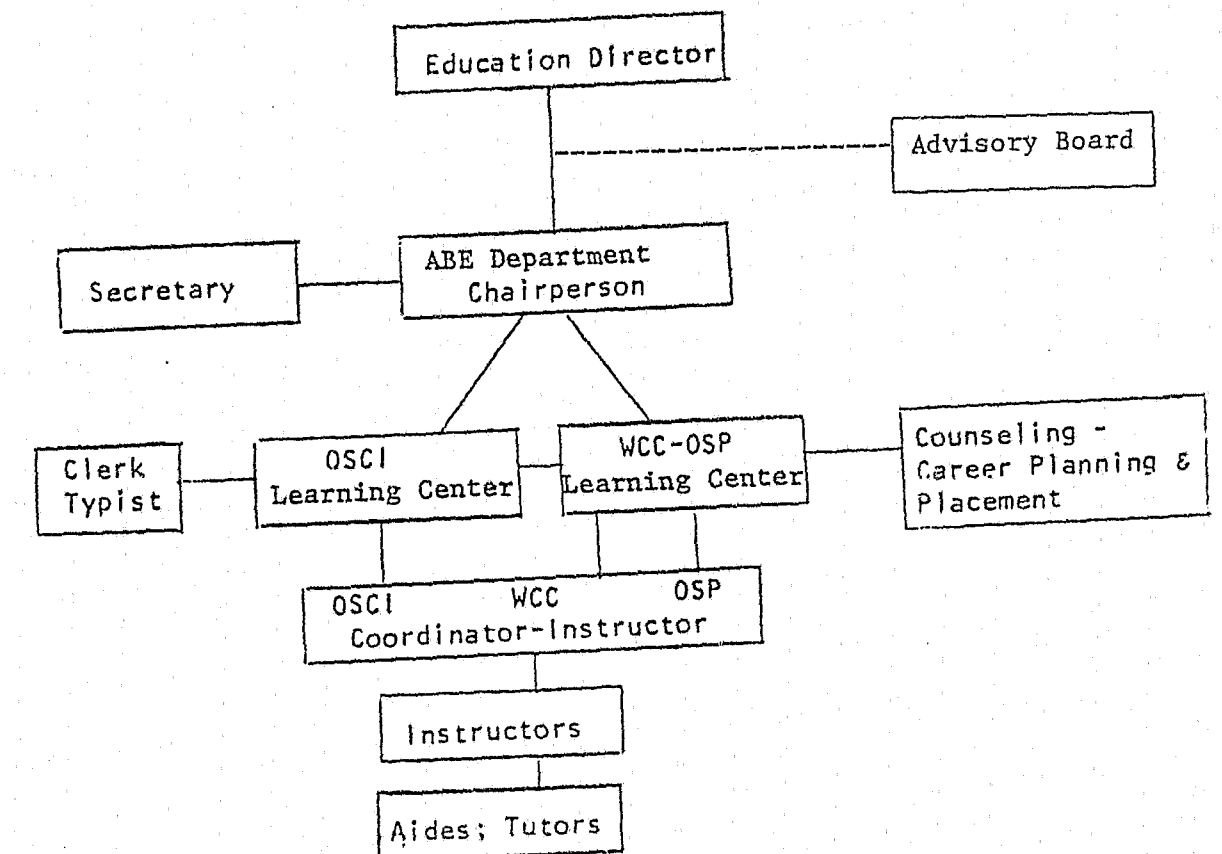 Education Director
Advisory Board
Secretary
ABE Department
Chairperson
Clerk
Typist
OSCI
Learning Center
WCC-OSP
Learning Center
Counseling -
Career Planning &
Placement
OSCI WCC OSP
Coordinator-Instructor
Instructors
Aides; Tutors